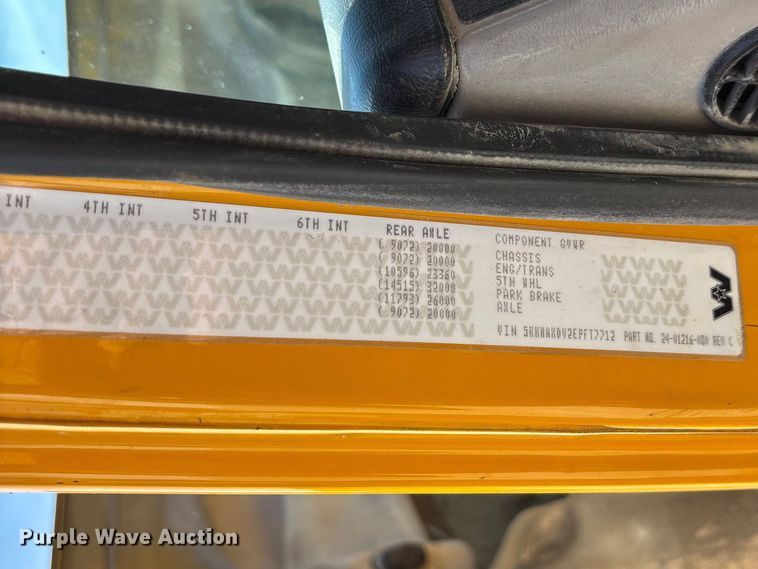 INT 4TH INT 5TH INT 6TH INT REAR AXLE COMPONENT GVWR
( 9072) 20000
( 9072) 20000 CHASSIS
(10596) 23360 ENG/TRANS
(14515) 32000 5TH WHL
(11793) 26000 PARK BRAKE
( 9072) 20000 AXLE
VIN 5KKHAXDV2EPFT7712 PART NO. 24-01216-080 REV C
Purple Wave Auction